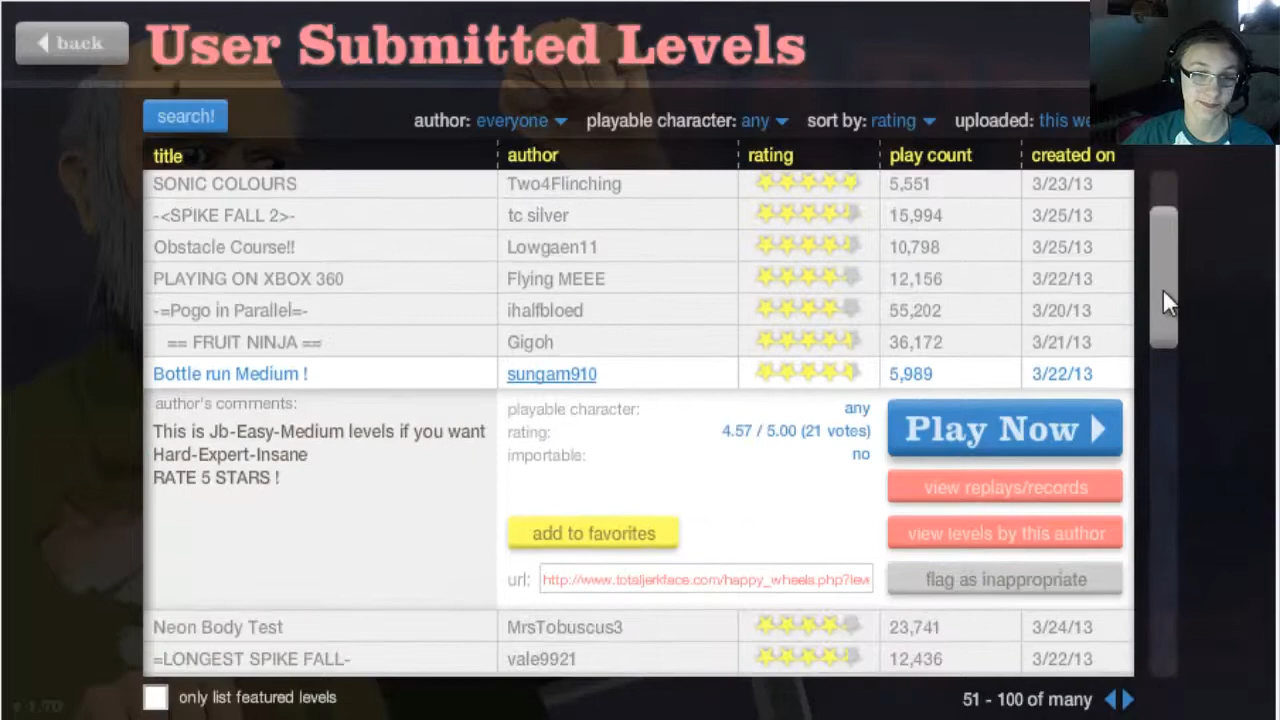 back
User Submitted Levels
search!
author: everyone playable character: any sort by: rating uploaded: this we
title author rating play count created on
SONIC COLOURS Two4Flinching 5,551 3/23/13
-<SPIKE FALL 2>- tc silver 15,994 3/25/13
Obstacle Course!! Lowgaen11 10,798 3/25/13
PLAYING ON XBOX 360 Flying MEEE 12,156 3/22/13
-=Pogo in Parallel=- ihalfbloed 55,202 3/20/13
== FRUIT NINJA == Gigoh 36,172 3/21/13
Bottle run Medium ! sungam910 5,989 3/22/13
author's comments:
This is Jb-Easy-Medium levels if you want
Hard-Expert-Insane
RATE 5 STARS !
playable character: any
rating: 4.57 / 5.00 (21 votes)
importable: no
add to favorites
url: http://www.totaljerkface.com/happy_wheels.php?lev
Play Now
view replays/records
view levels by this author
flag as inappropriate
Neon Body Test MrsTobuscus3 23,741 3/24/13
=LONGEST SPIKE FALL- vale9921 12,436 3/22/13
only list featured levels
51 - 100 of many
v 1.70